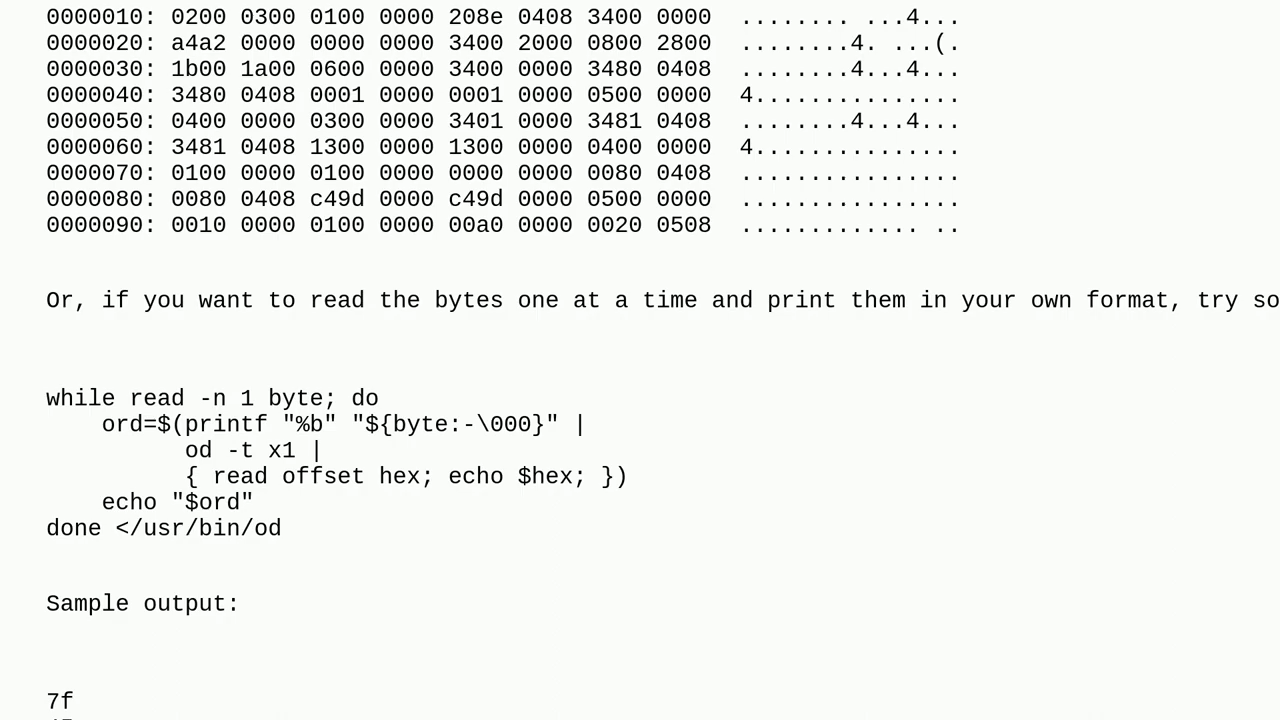 0000010: 0200 0300 0100 0000 208e 0408 3400 0000  ........ ...4...
0000020: a4a2 0000 0000 0000 3400 2000 0800 2800  ........4. ...(.
0000030: 1b00 1a00 0600 0000 3400 0000 3480 0408  ........4...4...
0000040: 3480 0408 0001 0000 0001 0000 0500 0000  4...............
0000050: 0400 0000 0300 0000 3401 0000 3481 0408  ........4...4...
0000060: 3481 0408 1300 0000 1300 0000 0400 0000  4...............
0000070: 0100 0000 0100 0000 0000 0000 0080 0408  ................
0000080: 0080 0408 c49d 0000 c49d 0000 0500 0000  ................
0000090: 0010 0000 0100 0000 00a0 0000 0020 0508  ............. ..
Or, if you want to read the bytes one at a time and print them in your own format, try so
while read -n 1 byte; do
    ord=$(printf "%b" "${byte:-\000}" |
          od -t x1 |
          { read offset hex; echo $hex; })
    echo "$ord"
done </usr/bin/od
Sample output:
7f